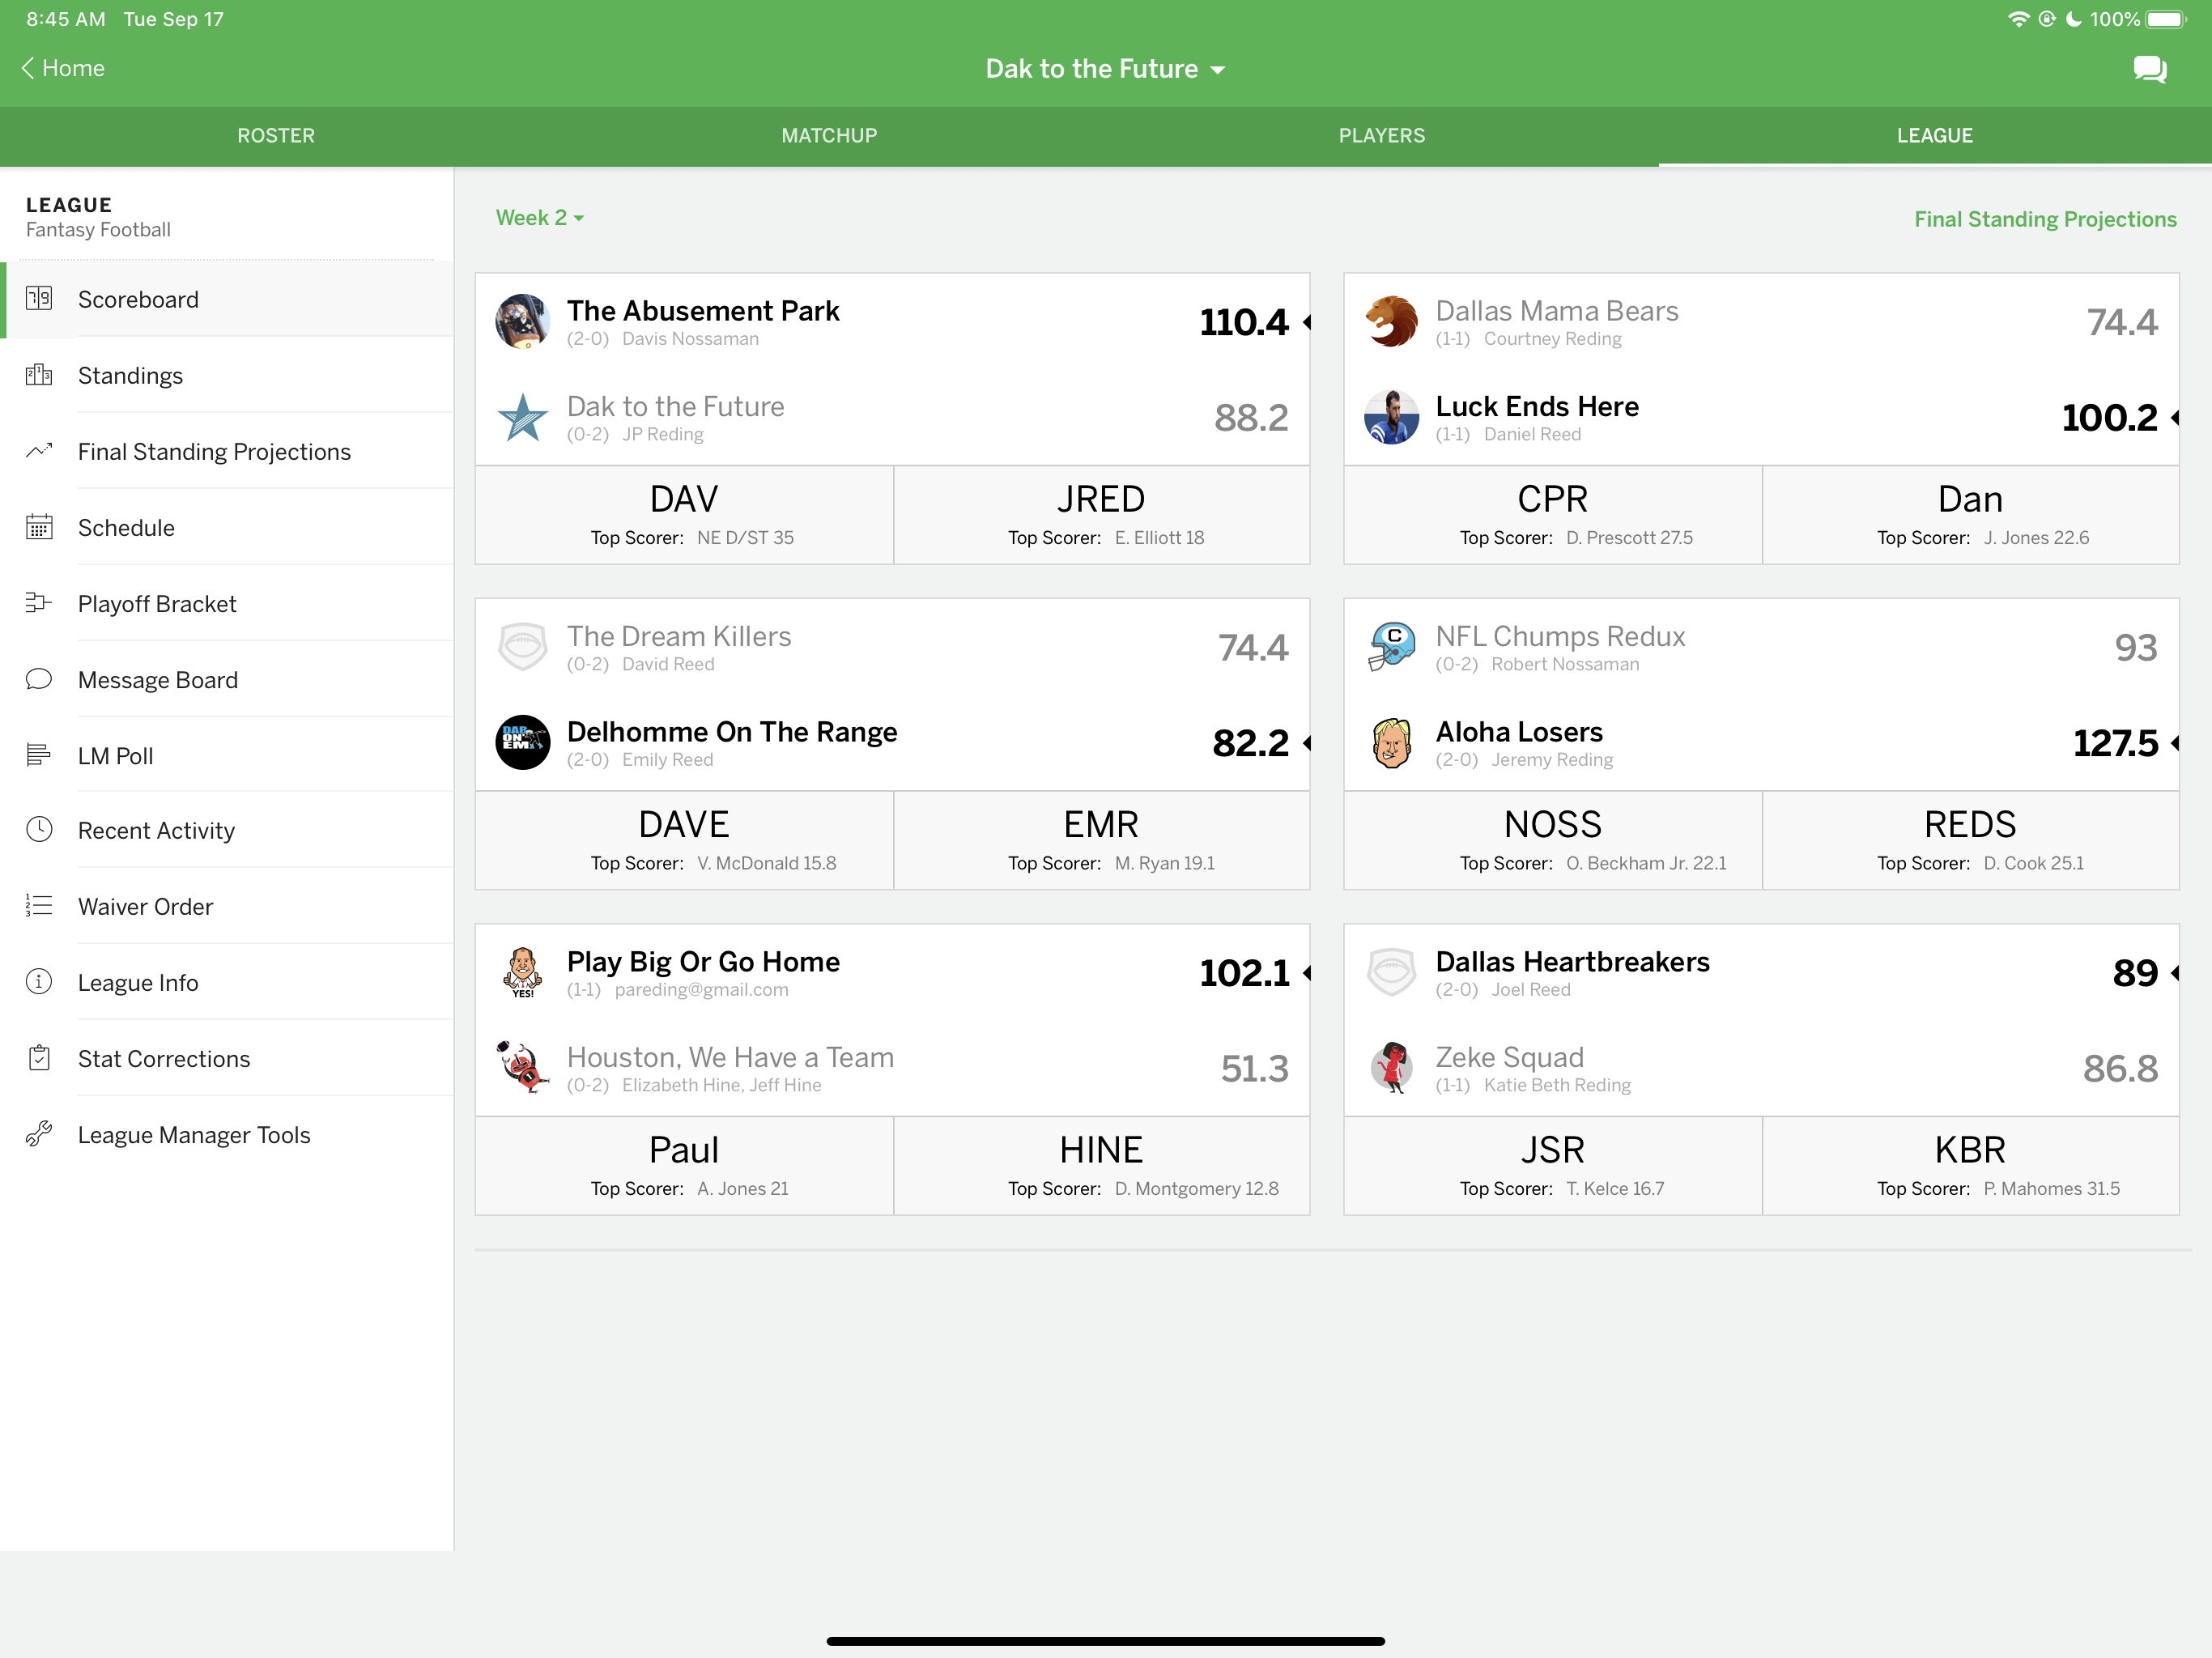 8:45 AM Tue Sep 17
100%
Home
Dak to the Future
ROSTER MATCHUP PLAYERS LEAGUE
LEAGUE
Fantasy Football
Scoreboard
Standings
Final Standing Projections
Schedule
Playoff Bracket
Message Board
LM Poll
Recent Activity
Waiver Order
League Info
Stat Corrections
League Manager Tools
Week 2
Final Standing Projections
The Abusement Park 110.4
(2-0) Davis Nossaman
Dak to the Future 88.2
(0-2) JP Reding
DAV
Top Scorer: NE D/ST 35
JRED
Top Scorer: E. Elliott 18
Dallas Mama Bears 74.4
(1-1) Courtney Reding
Luck Ends Here 100.2
(1-1) Daniel Reed
CPR
Top Scorer: D. Prescott 27.5
Dan
Top Scorer: J. Jones 22.6
The Dream Killers 74.4
(0-2) David Reed
DAB
ON
EM
Delhomme On The Range 82.2
(2-0) Emily Reed
DAVE
Top Scorer: V. McDonald 15.8
EMR
Top Scorer: M. Ryan 19.1
C
NFL Chumps Redux 93
(0-2) Robert Nossaman
Aloha Losers 127.5
(2-0) Jeremy Reding
NOSS
Top Scorer: O. Beckham Jr. 22.1
REDS
Top Scorer: D. Cook 25.1
YES!
Play Big Or Go Home 102.1
(1-1) pareding@gmail.com
Houston, We Have a Team 51.3
(0-2) Elizabeth Hine, Jeff Hine
Paul
Top Scorer: A. Jones 21
HINE
Top Scorer: D. Montgomery 12.8
Dallas Heartbreakers 89
(2-0) Joel Reed
Zeke Squad 86.8
(1-1) Katie Beth Reding
JSR
Top Scorer: T. Kelce 16.7
KBR
Top Scorer: P. Mahomes 31.5